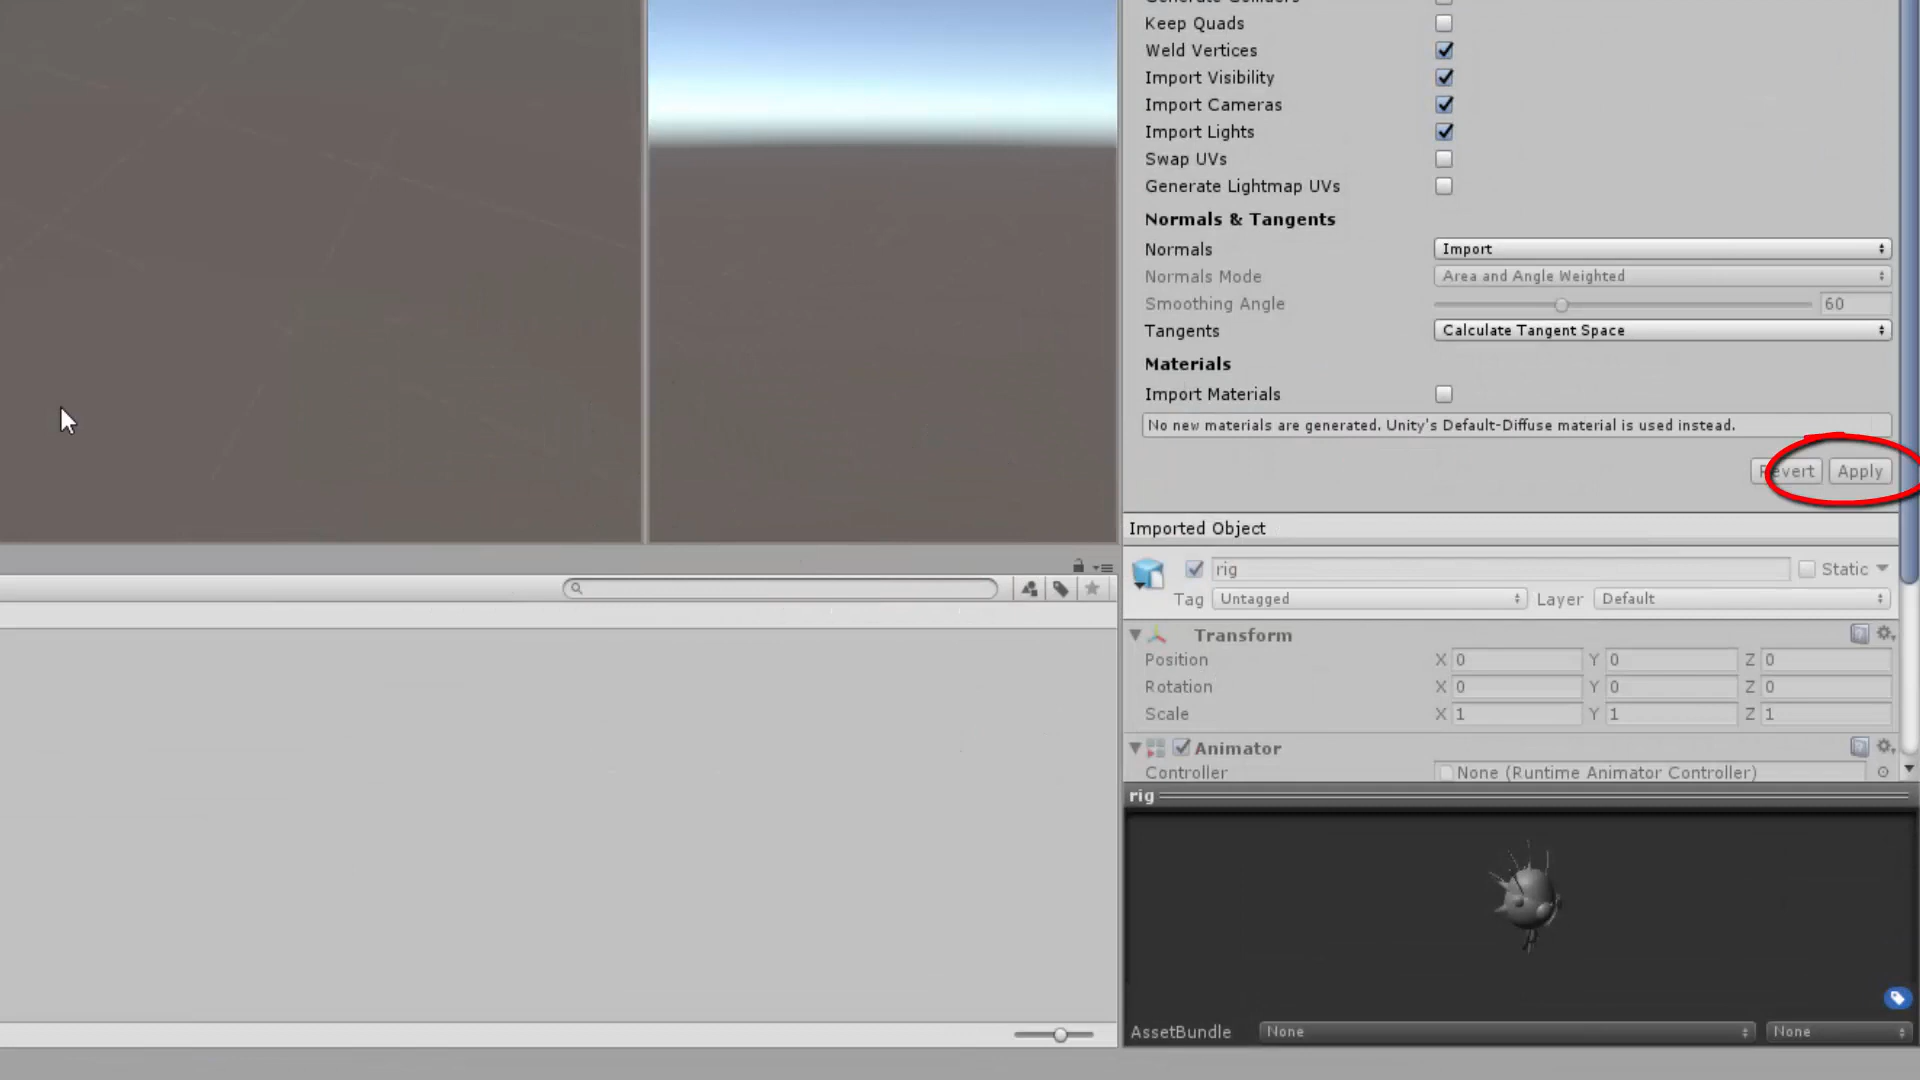 Keep Quads
Weld Vertices
Import Visibility
Import Cameras
Import Lights
Swap UVs
Generate Lightmap UVs
Normals & Tangents
Normals Import
Normals Mode Area and Angle Weighted
Smoothing Angle 60
Tangents Calculate Tangent Space
Materials
Import Materials
No new materials are generated. Unity's Default-Diffuse material is used instead.
Revert Apply
Imported Object
rig Static
Tag Untagged Layer Default
Transform
Position X 0 Y 0 Z 0
Rotation X 0 Y 0 Z 0
Scale X 1 Y 1 Z 1
Animator
Controller None (Runtime Animator Controller)
rig
AssetBundle None None